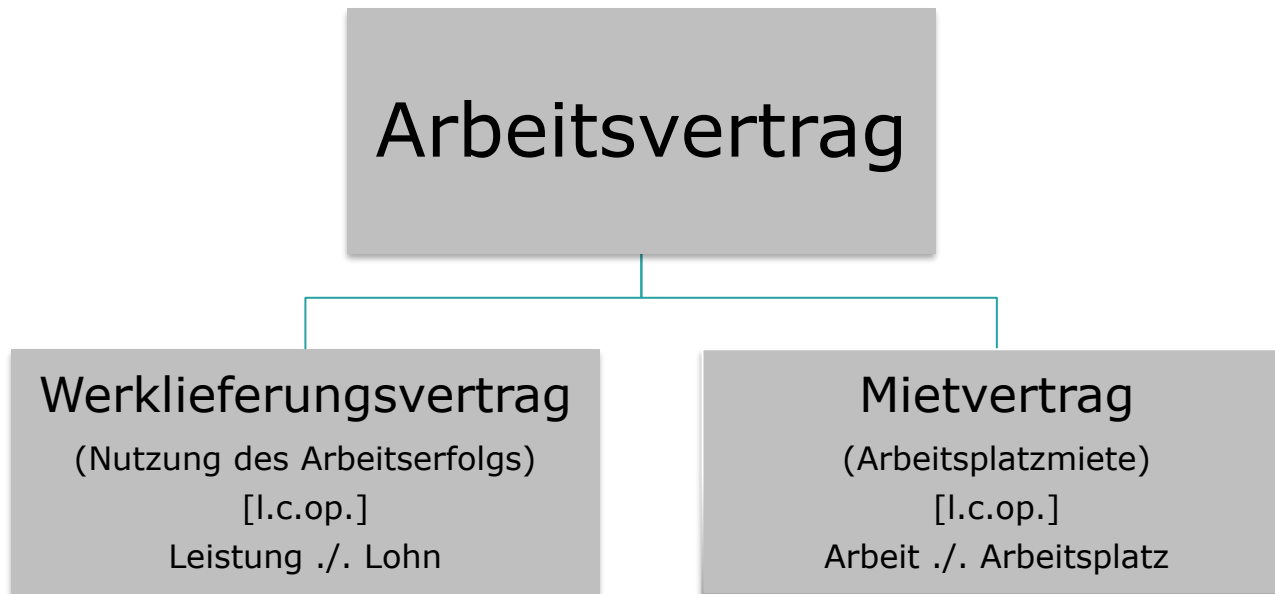 Arbeitsvertrag
Werklieferungsvertrag
(Nutzung des Arbeitserfolgs)
[l.c.op.]
Leistung ./. Lohn
Mietvertrag
(Arbeitsplatzmiete)
[l.c.op.]
Arbeit ./. Arbeitsplatz